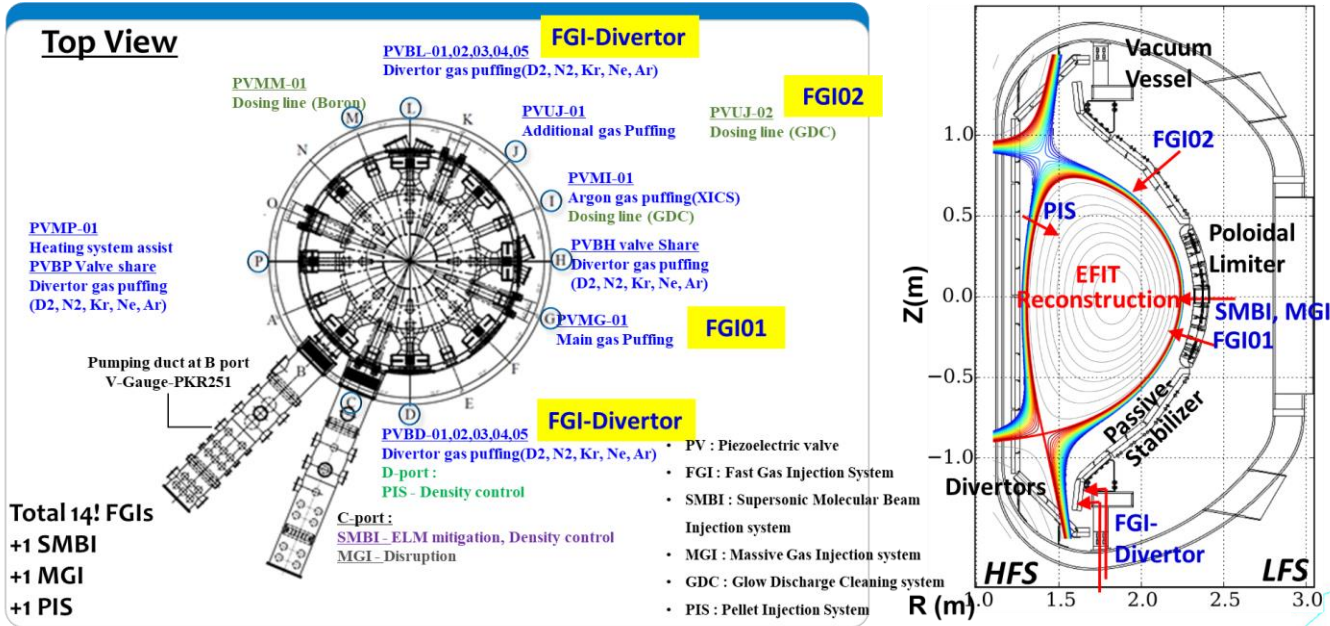 Top View
FGI-Divertor
PVBL-01,02,03,04,05
Divertor gas puffing(D2, N2, Kr, Ne, Ar)
PVMM-01
Dosing line (Boron)
FGI02
PVUJ-01
Additional gas Puffing
PVUJ-02
Dosing line (GDC)
L
M
K
N
J
O
I
P
H
A
G
B
F
C
E
D
PVMI-01
Argon gas puffing(XICS)
Dosing line (GDC)
PVMP-01
Heating system assist
PVBP Valve share
Divertor gas puffing
(D2, N2, Kr, Ne, Ar)
PVBH valve Share
Divertor gas puffing
(D2, N2, Kr, Ne, Ar)
PVMG-01
Main gas Puffing
FGI01
Pumping duct at B port
V-Gauge-PKR251
FGI-Divertor
PVBD-01,02,03,04,05
Divertor gas puffing(D2, N2, Kr, Ne, Ar)
D-port :
PIS - Density control
C-port :
SMBI - ELM mitigation, Density control
MGI - Disruption
Total 14! FGIs
+1 SMBI
+1 MGI
+1 PIS
• PV : Piezoelectric valve
• FGI : Fast Gas Injection System
• SMBI : Supersonic Molecular Beam
Injection system
• MGI : Massive Gas Injection system
• GDC : Glow Discharge Cleaning system
• PIS : Pellet Injection System
Vacuum
Vessel
FGI02
PIS
Poloidal
Limiter
EFIT
Reconstruction
SMBI, MGI
FGI01
Passive-
Stabilizer
Divertors
FGI-
Divertor
HFS
LFS
Z(m)
1.0
0.5
0.0
−0.5
−1.0
R (m)
1.0
1.5
2.0
2.5
3.0